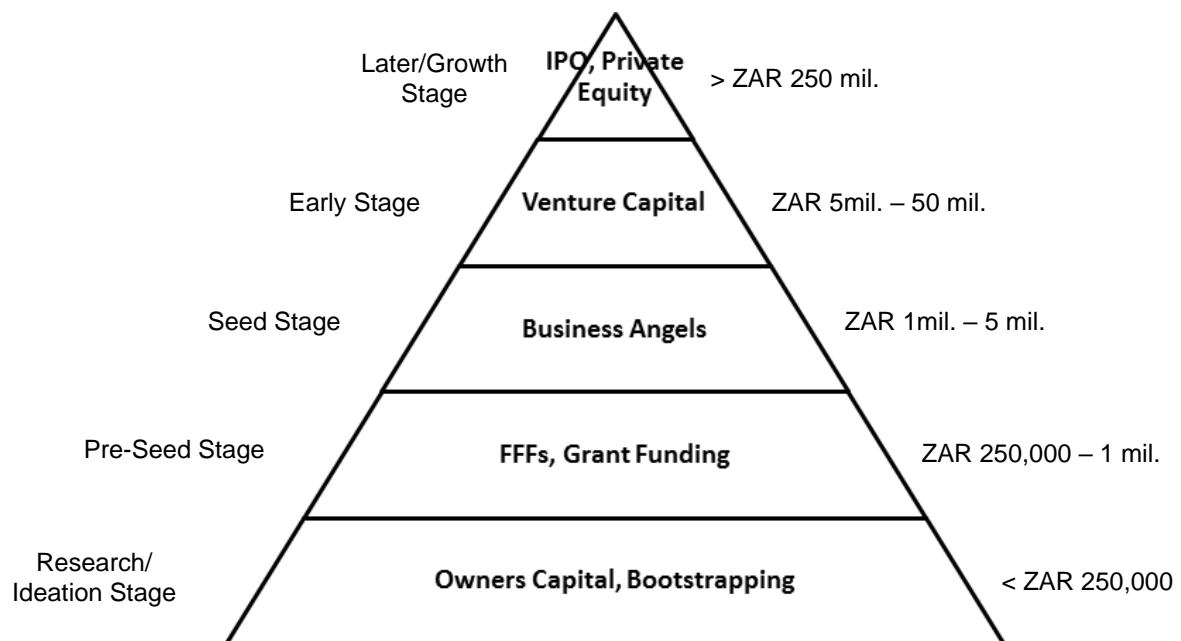 Later/Growth
Stage
IPO, Private
Equity
> ZAR 250 mil.
Early Stage
Venture Capital
ZAR 5mil. – 50 mil.
Seed Stage
Business Angels
ZAR 1mil. – 5 mil.
Pre-Seed Stage
FFFs, Grant Funding
ZAR 250,000 – 1 mil.
Research/
Ideation Stage
Owners Capital, Bootstrapping
< ZAR 250,000